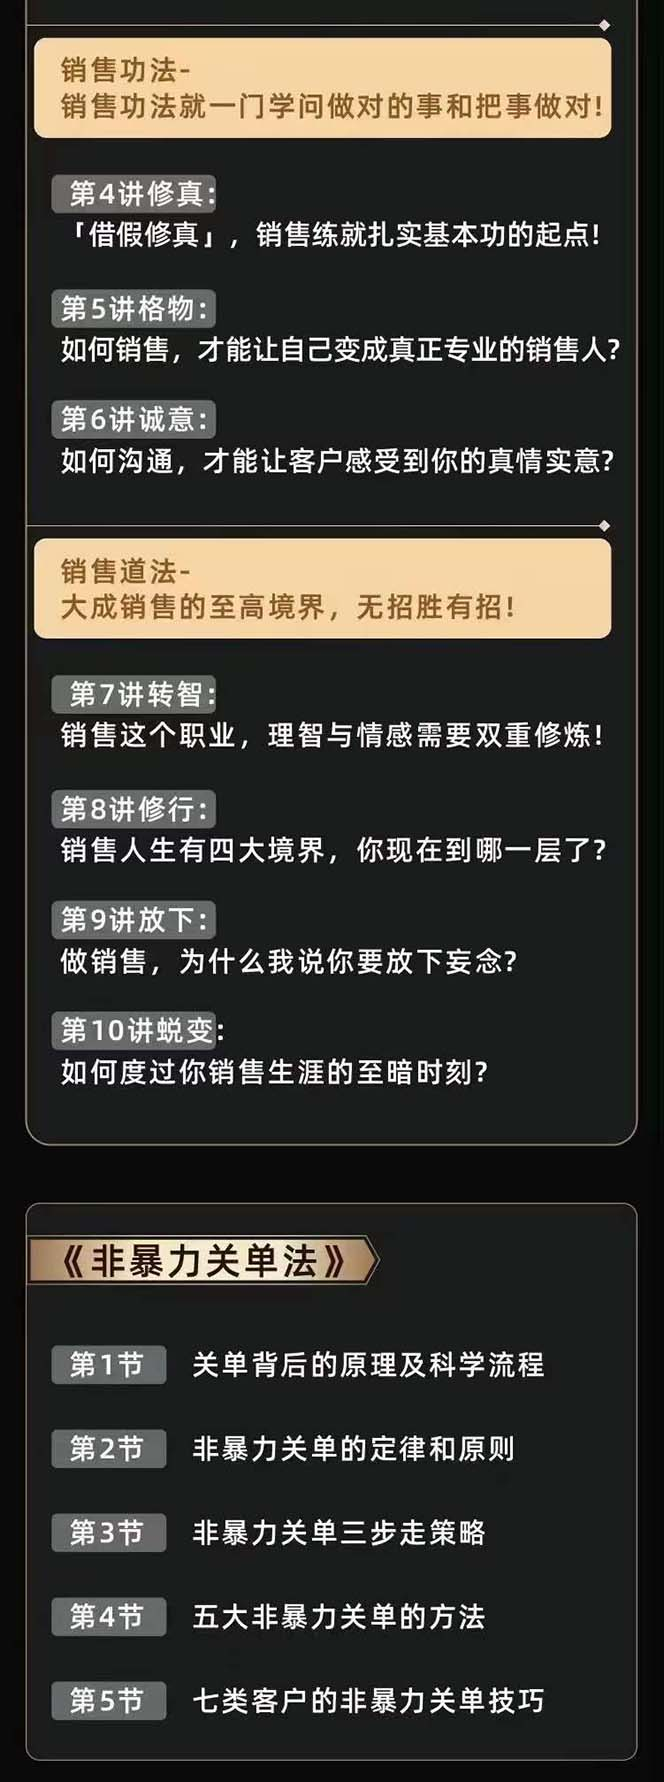 销售功法-
销售功法就一门学问做对的事和把事做对!
第4讲修真:
「借假修真」,销售练就扎实基本功的起点!
第5讲格物:
如何销售,才能让自己变成真正专业的销售人?
第6讲诚意:
如何沟通,才能让客户感受到你的真情实意?
销售道法-
大成销售的至高境界,无招胜有招!
第7讲转智:
销售这个职业,理智与情感需要双重修炼!
第8讲修行:
销售人生有四大境界,你现在到哪一层了?
第9讲放下:
做销售,为什么我说你要放下妄念?
第10讲蜕变:
如何度过你销售生涯的至暗时刻?
《非暴力关单法》
第1节 关单背后的原理及科学流程
第2节 非暴力关单的定律和原则
第3节 非暴力关单三步走策略
第4节 五大非暴力关单的方法
第5节 七类客户的非暴力关单技巧